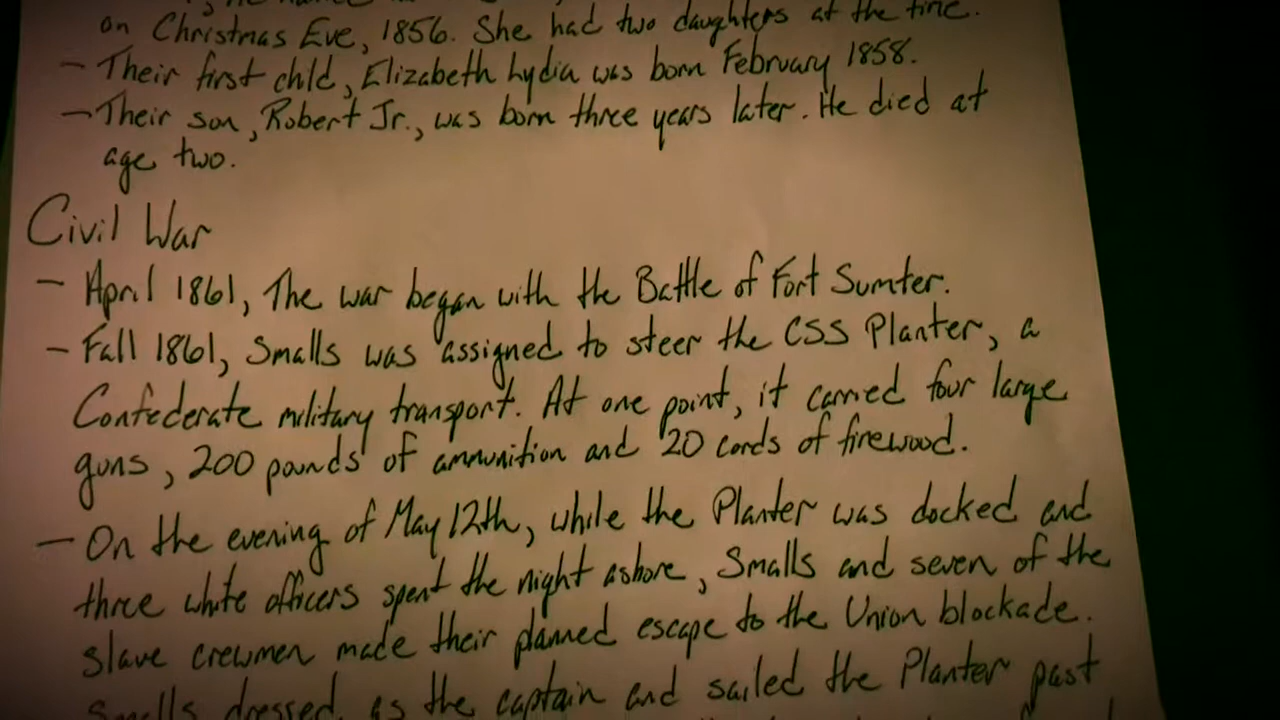 on Christmas Eve, 1856. She had two daughters at the time.
- Their first chld, Elizabeth Lydia was born February 1858.
- Their son, Robert Jr., was born three years later. He died at
age two.
Civil War
- April 1861, The war began with the Battle of Fort Sumter.
- Fall 1861, Smalls was assigned to steer the CSS Planter, a
Confederate military transport. At one point, it carried four large
guns, 200 pounds of ammunition and 20 cords of firewood.
- On the evening of May 12th, while the Planter was docked and
three white officers spent the night ashore, Smalls and seven of the
slave crewmen made their planned escape to the Union blockade.
Smalls dressed as the captain and sailed the Planter past